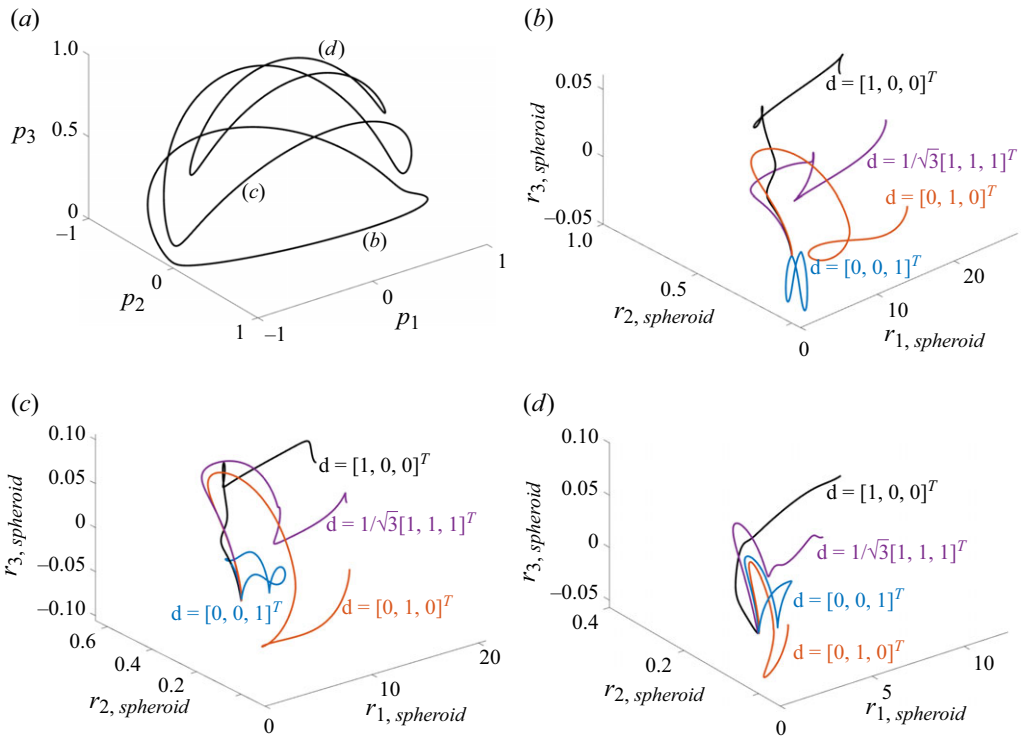 (a)
1.0
0.5
0
p3
–1
0
1
p2
–1
0
1
p1
(d)
(c)
(b)
(b)
0.05
0
–0.05
r3, spheroid
1.0
0.5
0
r2, spheroid
10
20
r1, spheroid
d = [1, 0, 0]^T
d = 1/√3[1, 1, 1]^T
d = [0, 1, 0]^T
d = [0, 0, 1]^T
(c)
0.10
0.05
0
–0.05
–0.10
r3, spheroid
0.6
0.4
0.2
0
r2, spheroid
10
20
r1, spheroid
d = [1, 0, 0]^T
d = 1/√3[1, 1, 1]^T
d = [0, 0, 1]^T
d = [0, 1, 0]^T
(d)
0.10
0.05
0
–0.05
r3, spheroid
0.4
0.2
0
r2, spheroid
5
10
r1, spheroid
d = [1, 0, 0]^T
d = 1/√3[1, 1, 1]^T
d = [0, 0, 1]^T
d = [0, 1, 0]^T